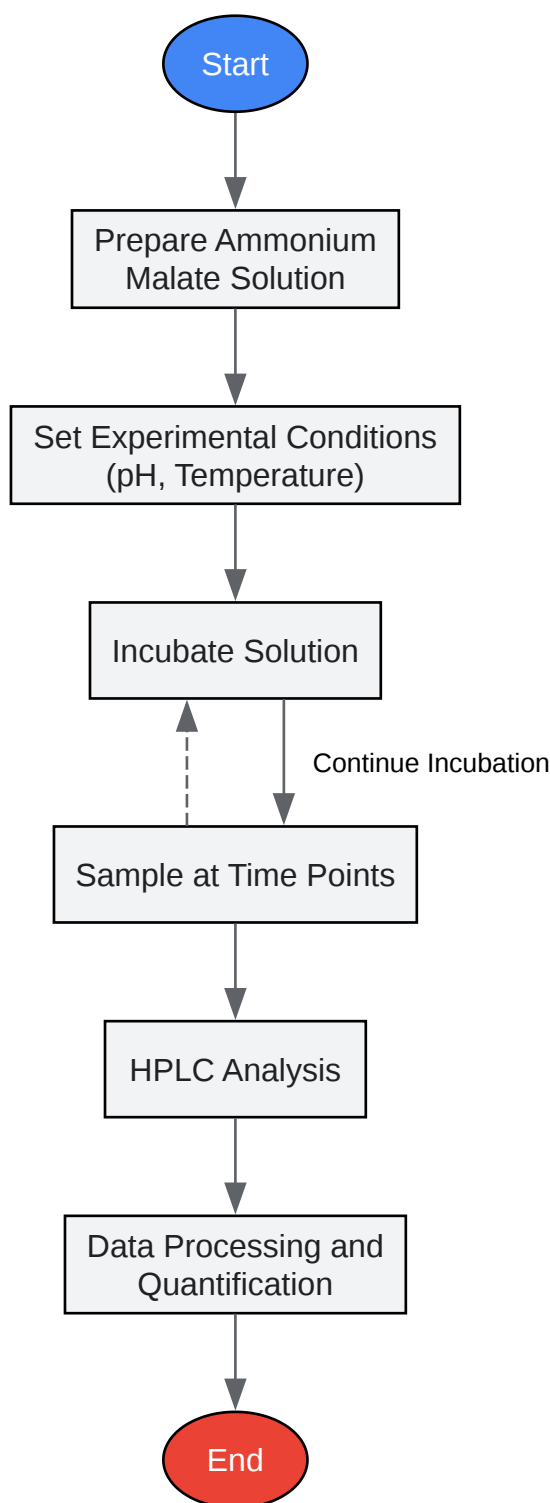 Start
Prepare Ammonium
Malate Solution
Set Experimental Conditions
(pH, Temperature)
Incubate Solution
Continue Incubation
Sample at Time Points
HPLC Analysis
Data Processing and
Quantification
End